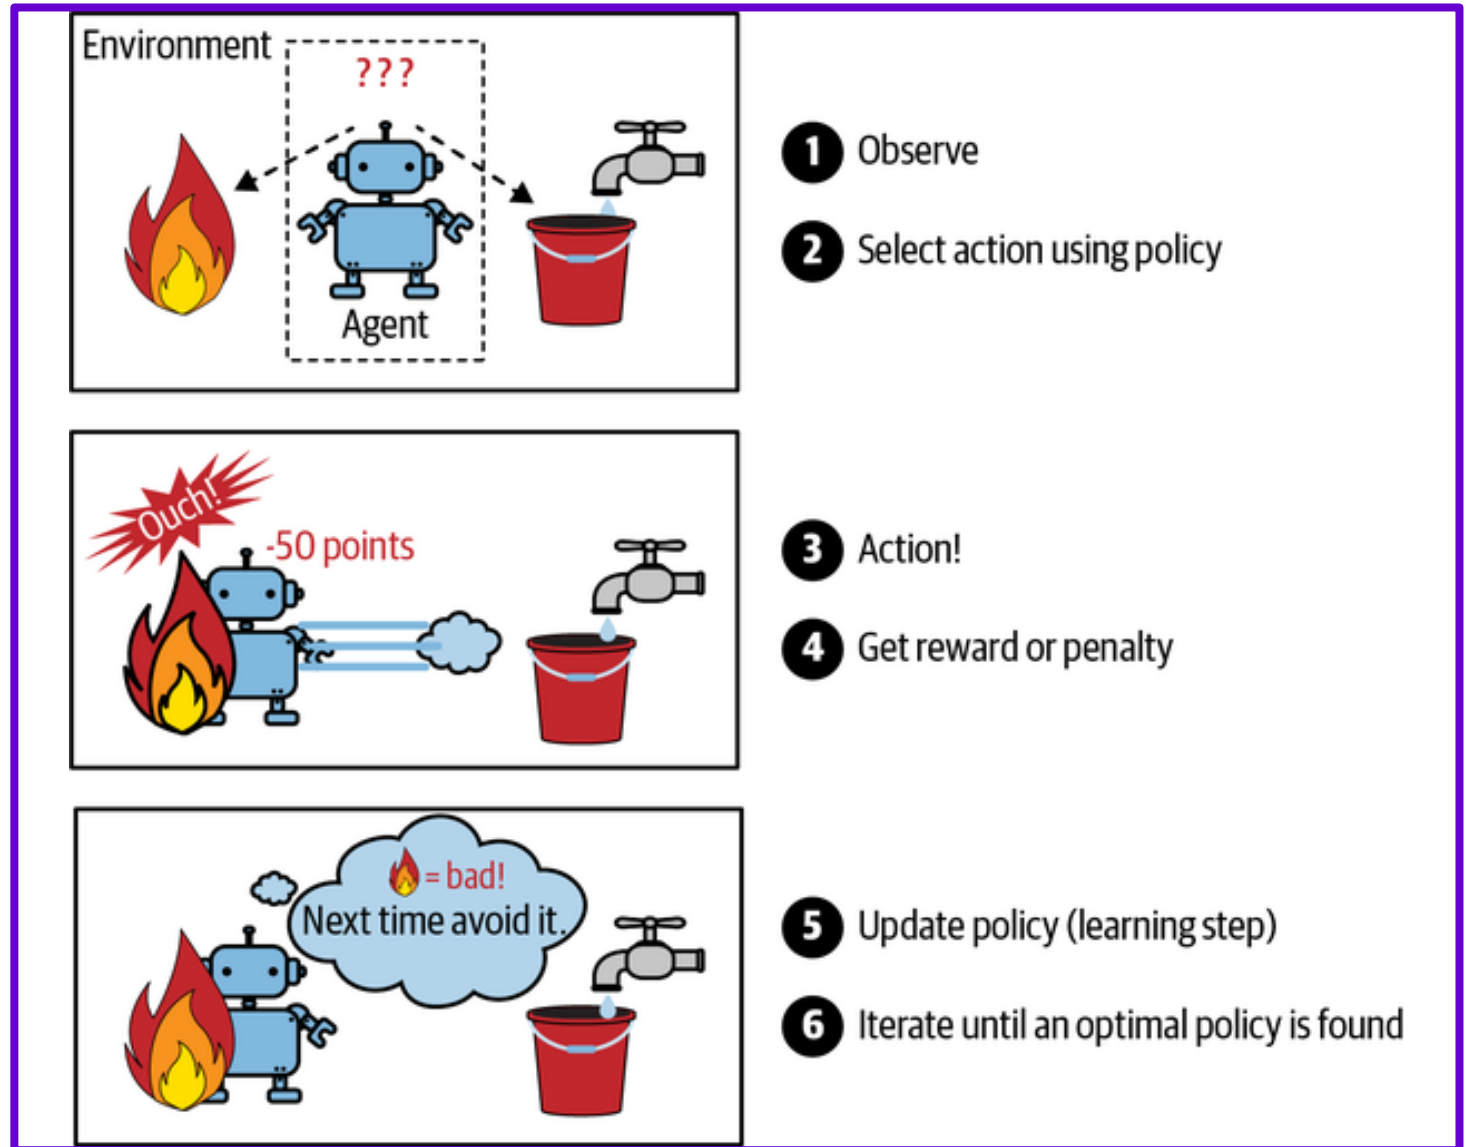 Environment
???
Agent
1 Observe
2 Select action using policy
Ouch!
-50 points
3 Action!
4 Get reward or penalty
= bad!
Next time avoid it.
5 Update policy (learning step)
6 Iterate until an optimal policy is found